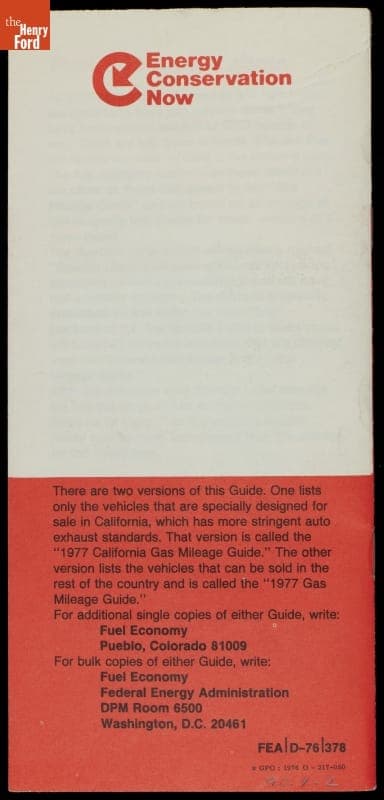 the
Henry
Ford
Energy
Conservation
Now
There are two versions of this Guide. One lists
only the vehicles that are specially designed for
sale in California, which has more stringent auto
exhaust standards. That version is called the
“1977 California Gas Mileage Guide.” The other
version lists the vehicles that can be sold in the
rest of the country and is called the “1977 Gas
Mileage Guide.”
For additional single copies of either Guide, write:
Fuel Economy
Pueblo, Colorado 81009
For bulk copies of either Guide, write:
Fuel Economy
Federal Energy Administration
DPM Room 6500
Washington, D.C. 20461
FEA|D-76|378
GPO : 1976 O - 217-060